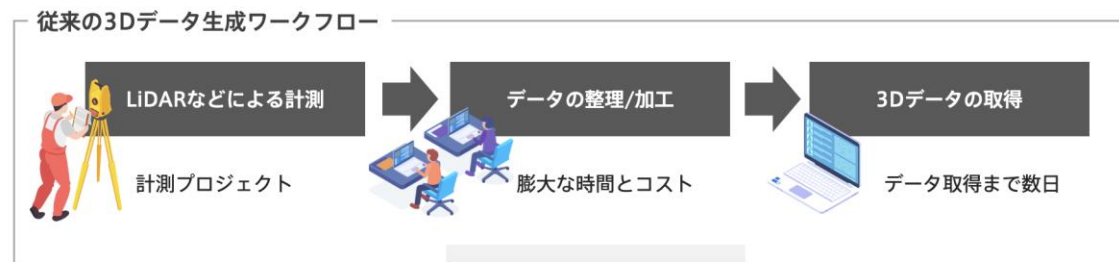 従来の3Dデータ生成ワークフロー
LiDARなどによる計測
データの整理/加工
3Dデータの取得
計測プロジェクト
膨大な時間とコスト
データ取得まで数日